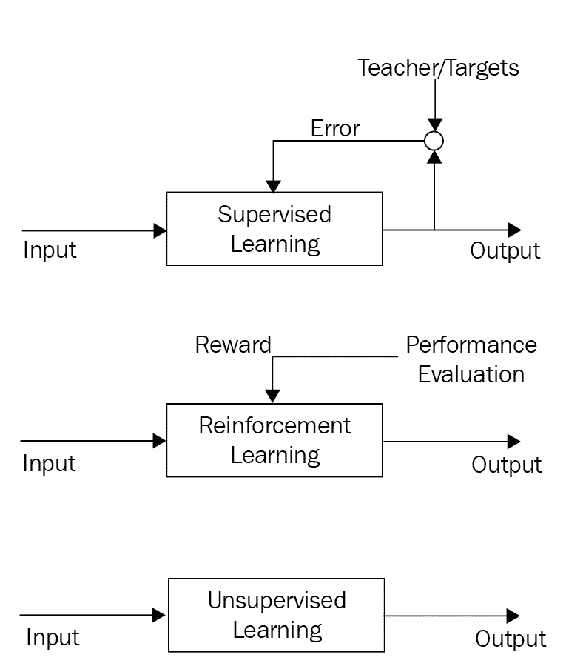 Teacher/Targets
Error
Supervised
Learning
Input
Output
Reward
Performance
Evaluation
Reinforcement
Learning
Input
Output
Unsupervised
Learning
Input
Output